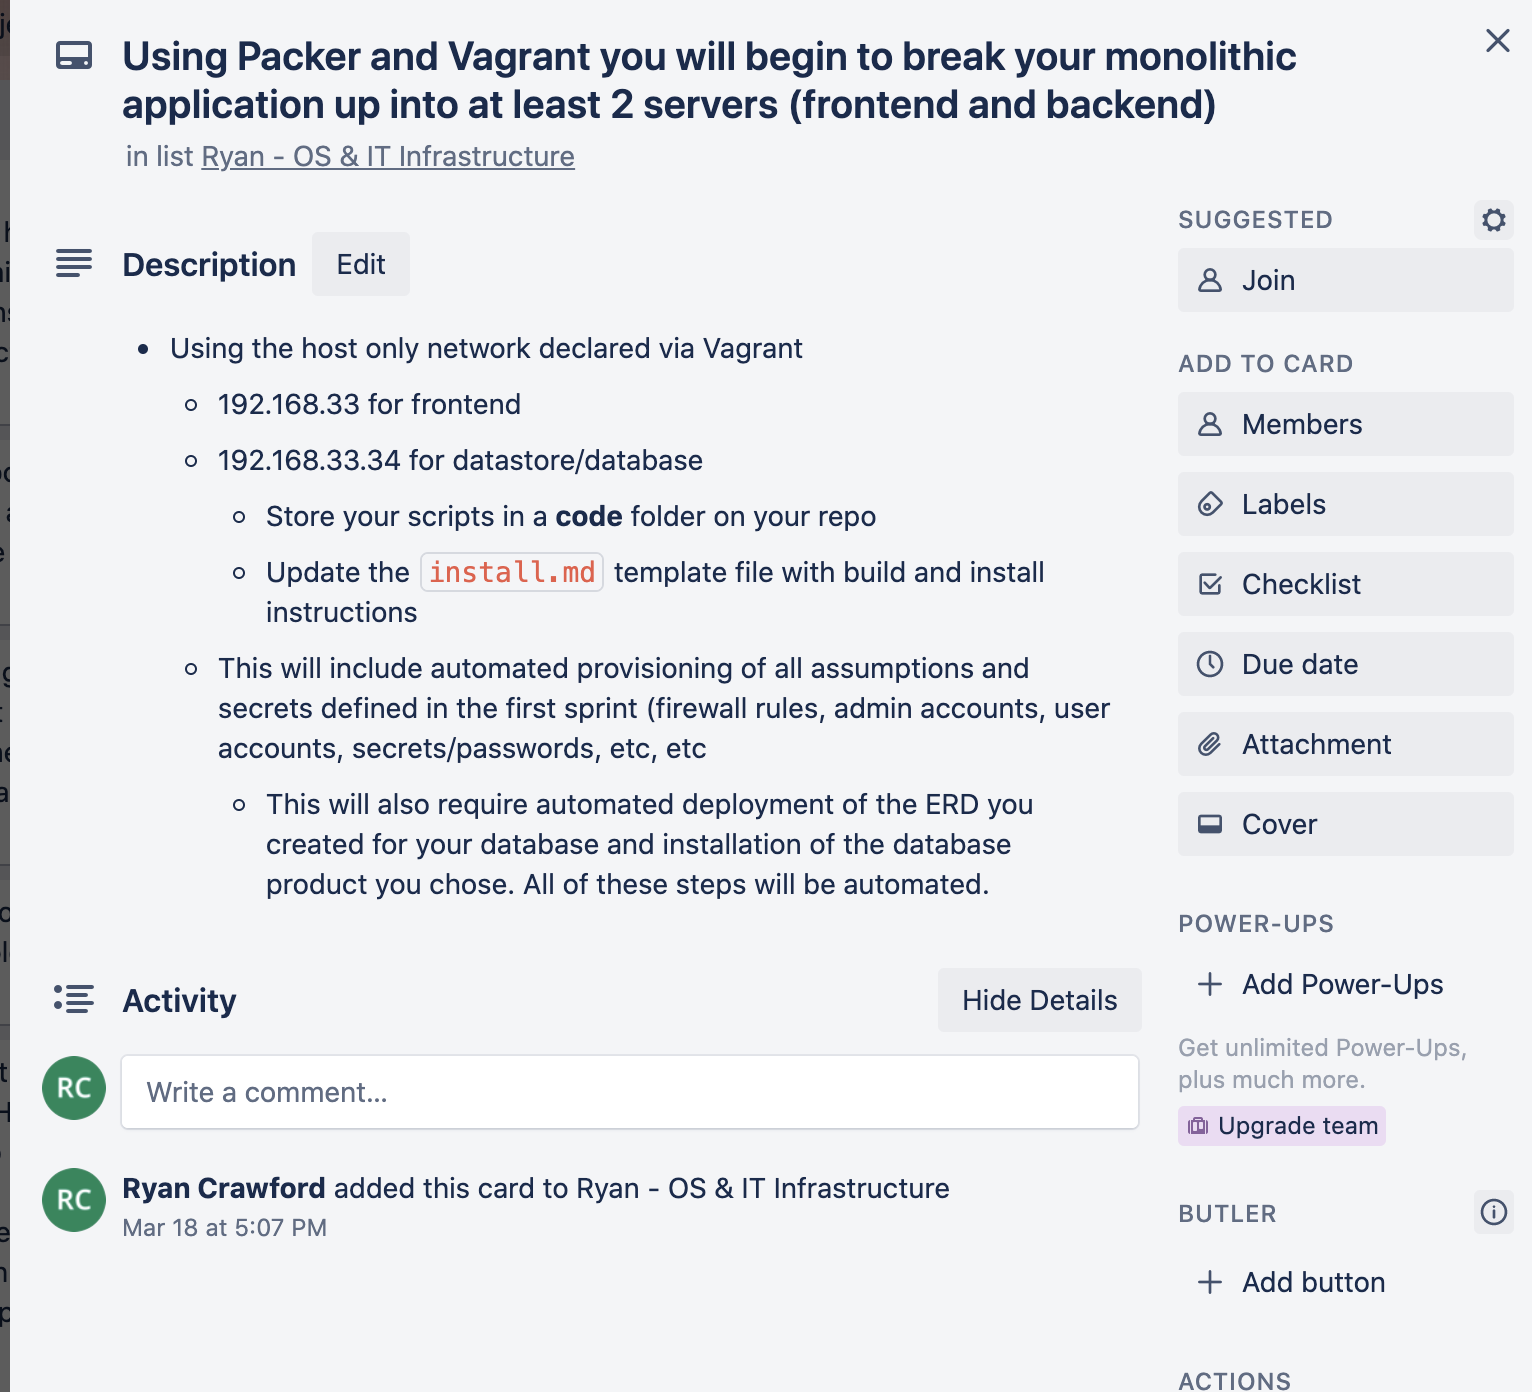 Using Packer and Vagrant you will begin to break your monolithic
application up into at least 2 servers (frontend and backend)
in list Ryan - OS & IT Infrastructure
Description
Edit
Using the host only network declared via Vagrant
192.168.33 for frontend
192.168.33.34 for datastore/database
Store your scripts in a code folder on your repo
Update the install.md template file with build and install
instructions
This will include automated provisioning of all assumptions and
secrets defined in the first sprint (firewall rules, admin accounts, user
accounts, secrets/passwords, etc, etc
This will also require automated deployment of the ERD you
created for your database and installation of the database
product you chose. All of these steps will be automated.
Activity
Hide Details
RC
Write a comment...
RC
Ryan Crawford added this card to Ryan - OS & IT Infrastructure
Mar 18 at 5:07 PM
SUGGESTED
Join
ADD TO CARD
Members
Labels
Checklist
Due date
Attachment
Cover
POWER-UPS
Add Power-Ups
Get unlimited Power-Ups,
plus much more.
Upgrade team
BUTLER
Add button
ACTIONS